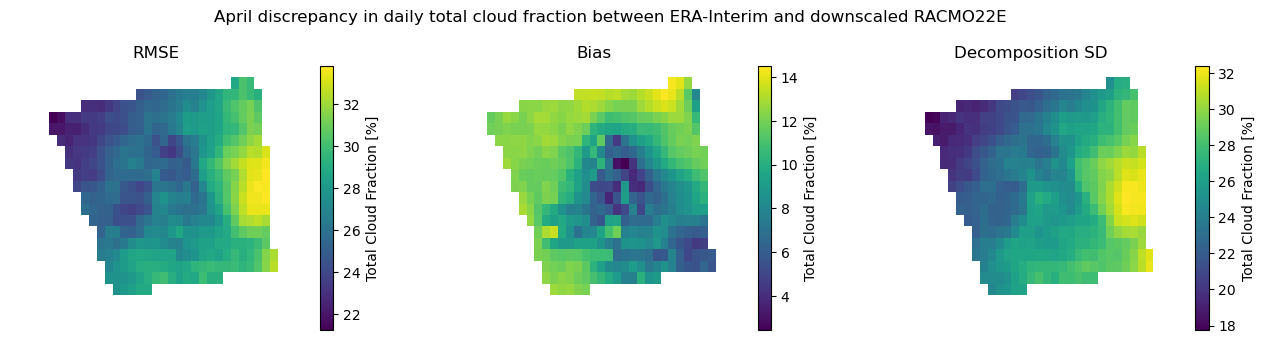 April discrepancy in daily total cloud fraction between ERA-Interim and downscaled RACMO22E
RMSE
32
30
28
26
24
22
Total Cloud Fraction [%]
Bias
14
12
10
8
6
4
Total Cloud Fraction [%]
Decomposition SD
32
30
28
26
24
22
20
18
Total Cloud Fraction [%]